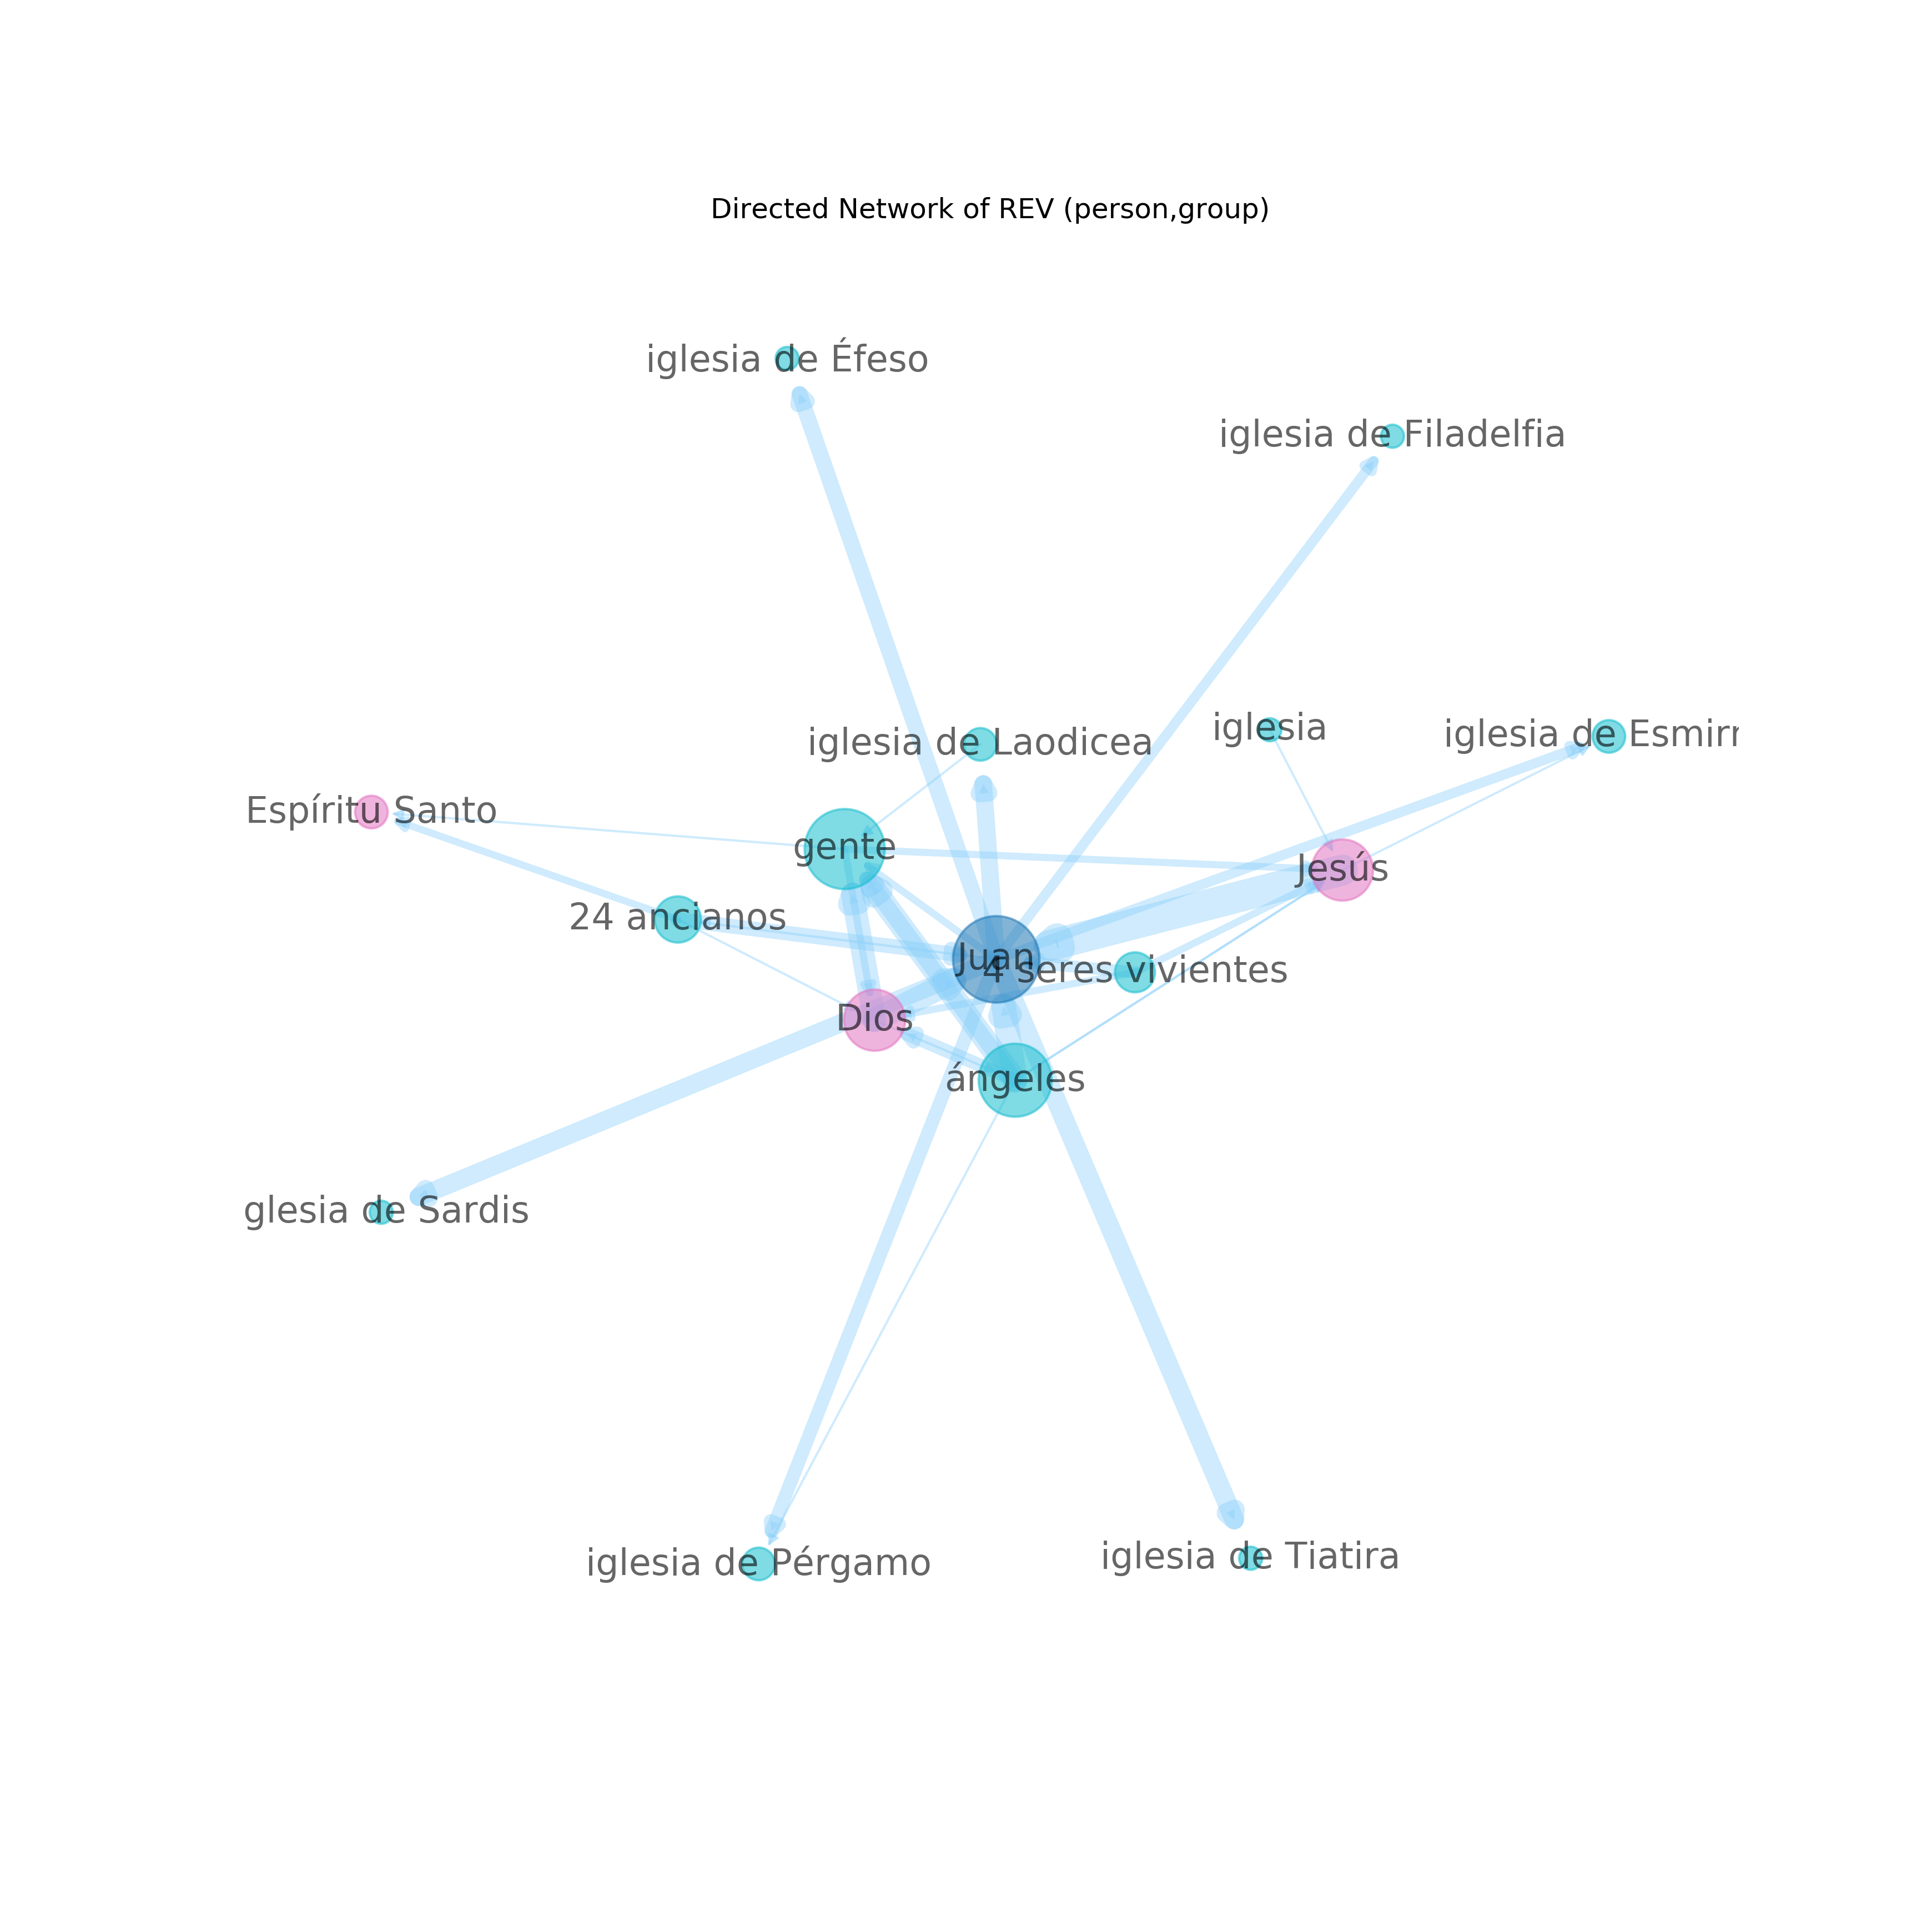 Directed Network of REV (person,group)
iglesia de Éfeso
iglesia de Filadelfia
iglesia
iglesia de Esmirr
iglesia de Laodicea
Espíritu Santo
gente
Jesús
24 ancianos
Juan
4 seres vivientes
Dios
ángeles
glesia de Sardis
iglesia de Pérgamo
iglesia de Tiatira